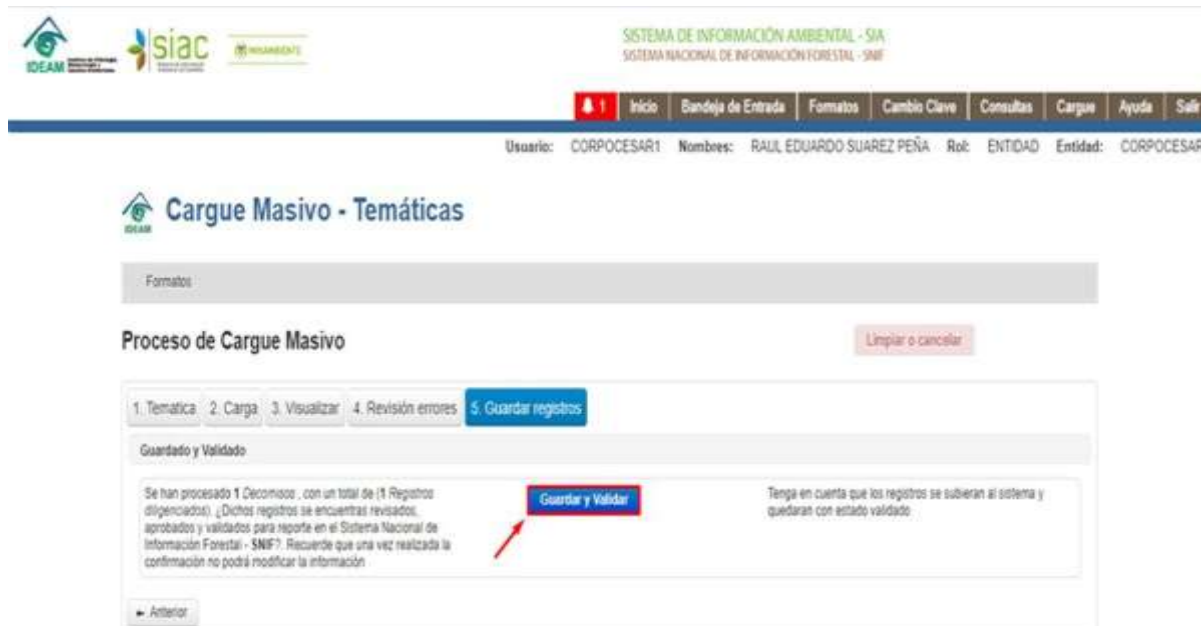 IDEAM
siac
MINAMBIENTE
SISTEMA DE INFORMACIÓN AMBIENTAL - SIA
SISTEMA NACIONAL DE INFORMACIÓN FORESTAL - SNIF
1 Inicio Bandeja de Entrada Formatos Cambio Clave Consultas Cargue Ayuda Salir
Usuario: CORPOCESAR1 Nombres: RAUL EDUARDO SUAREZ PEÑA Rol: ENTIDAD Entidad: CORPOCESAR
IDEAM
Cargue Masivo - Temáticas
Formatos
Proceso de Cargue Masivo
Limpiar o cancelar
1. Tematica 2. Carga 3. Visualizar 4. Revisión errores 5. Guardar registros
Guardado y Validado
Se han procesado 1 Decomisos , con un total de (1 Registros
diligenciados). ¿Dichos registros se encuentras revisados,
aprobados y validados para reporte en el Sistema Nacional de
Información Forestal - SNIF?. Recuerde que una vez realizada la
confirmación no podrá modificar la información
Guardar y Validar
Tenga en cuenta que los registros se subieran al sistema y
quedaran con estado validado
← Anterior